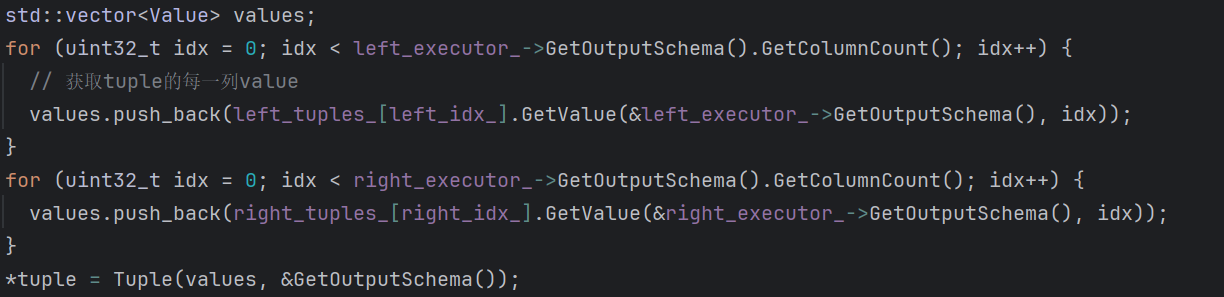 std::vector<Value> values;
for (uint32_t idx = 0; idx < left_executor_->GetOutputSchema().GetColumnCount(); idx++) {
  // 获取tuple的每一列value
  values.push_back(left_tuples_[left_idx_].GetValue(&left_executor_->GetOutputSchema(), idx));
}
for (uint32_t idx = 0; idx < right_executor_->GetOutputSchema().GetColumnCount(); idx++) {
  values.push_back(right_tuples_[right_idx_].GetValue(&right_executor_->GetOutputSchema(), idx));
}
*tuple = Tuple(values, &GetOutputSchema());